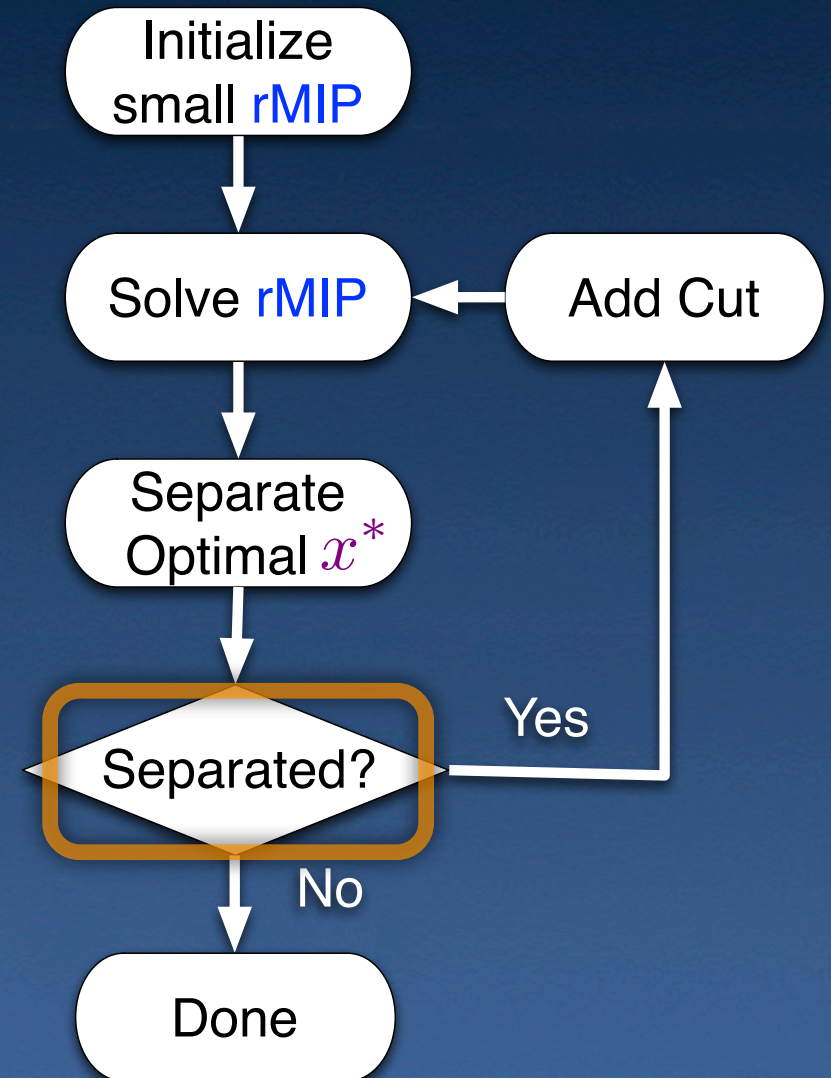 Initialize
small rMIP
Solve rMIP
Add Cut
Separate
Optimal x*
Separated?
Yes
No
Done